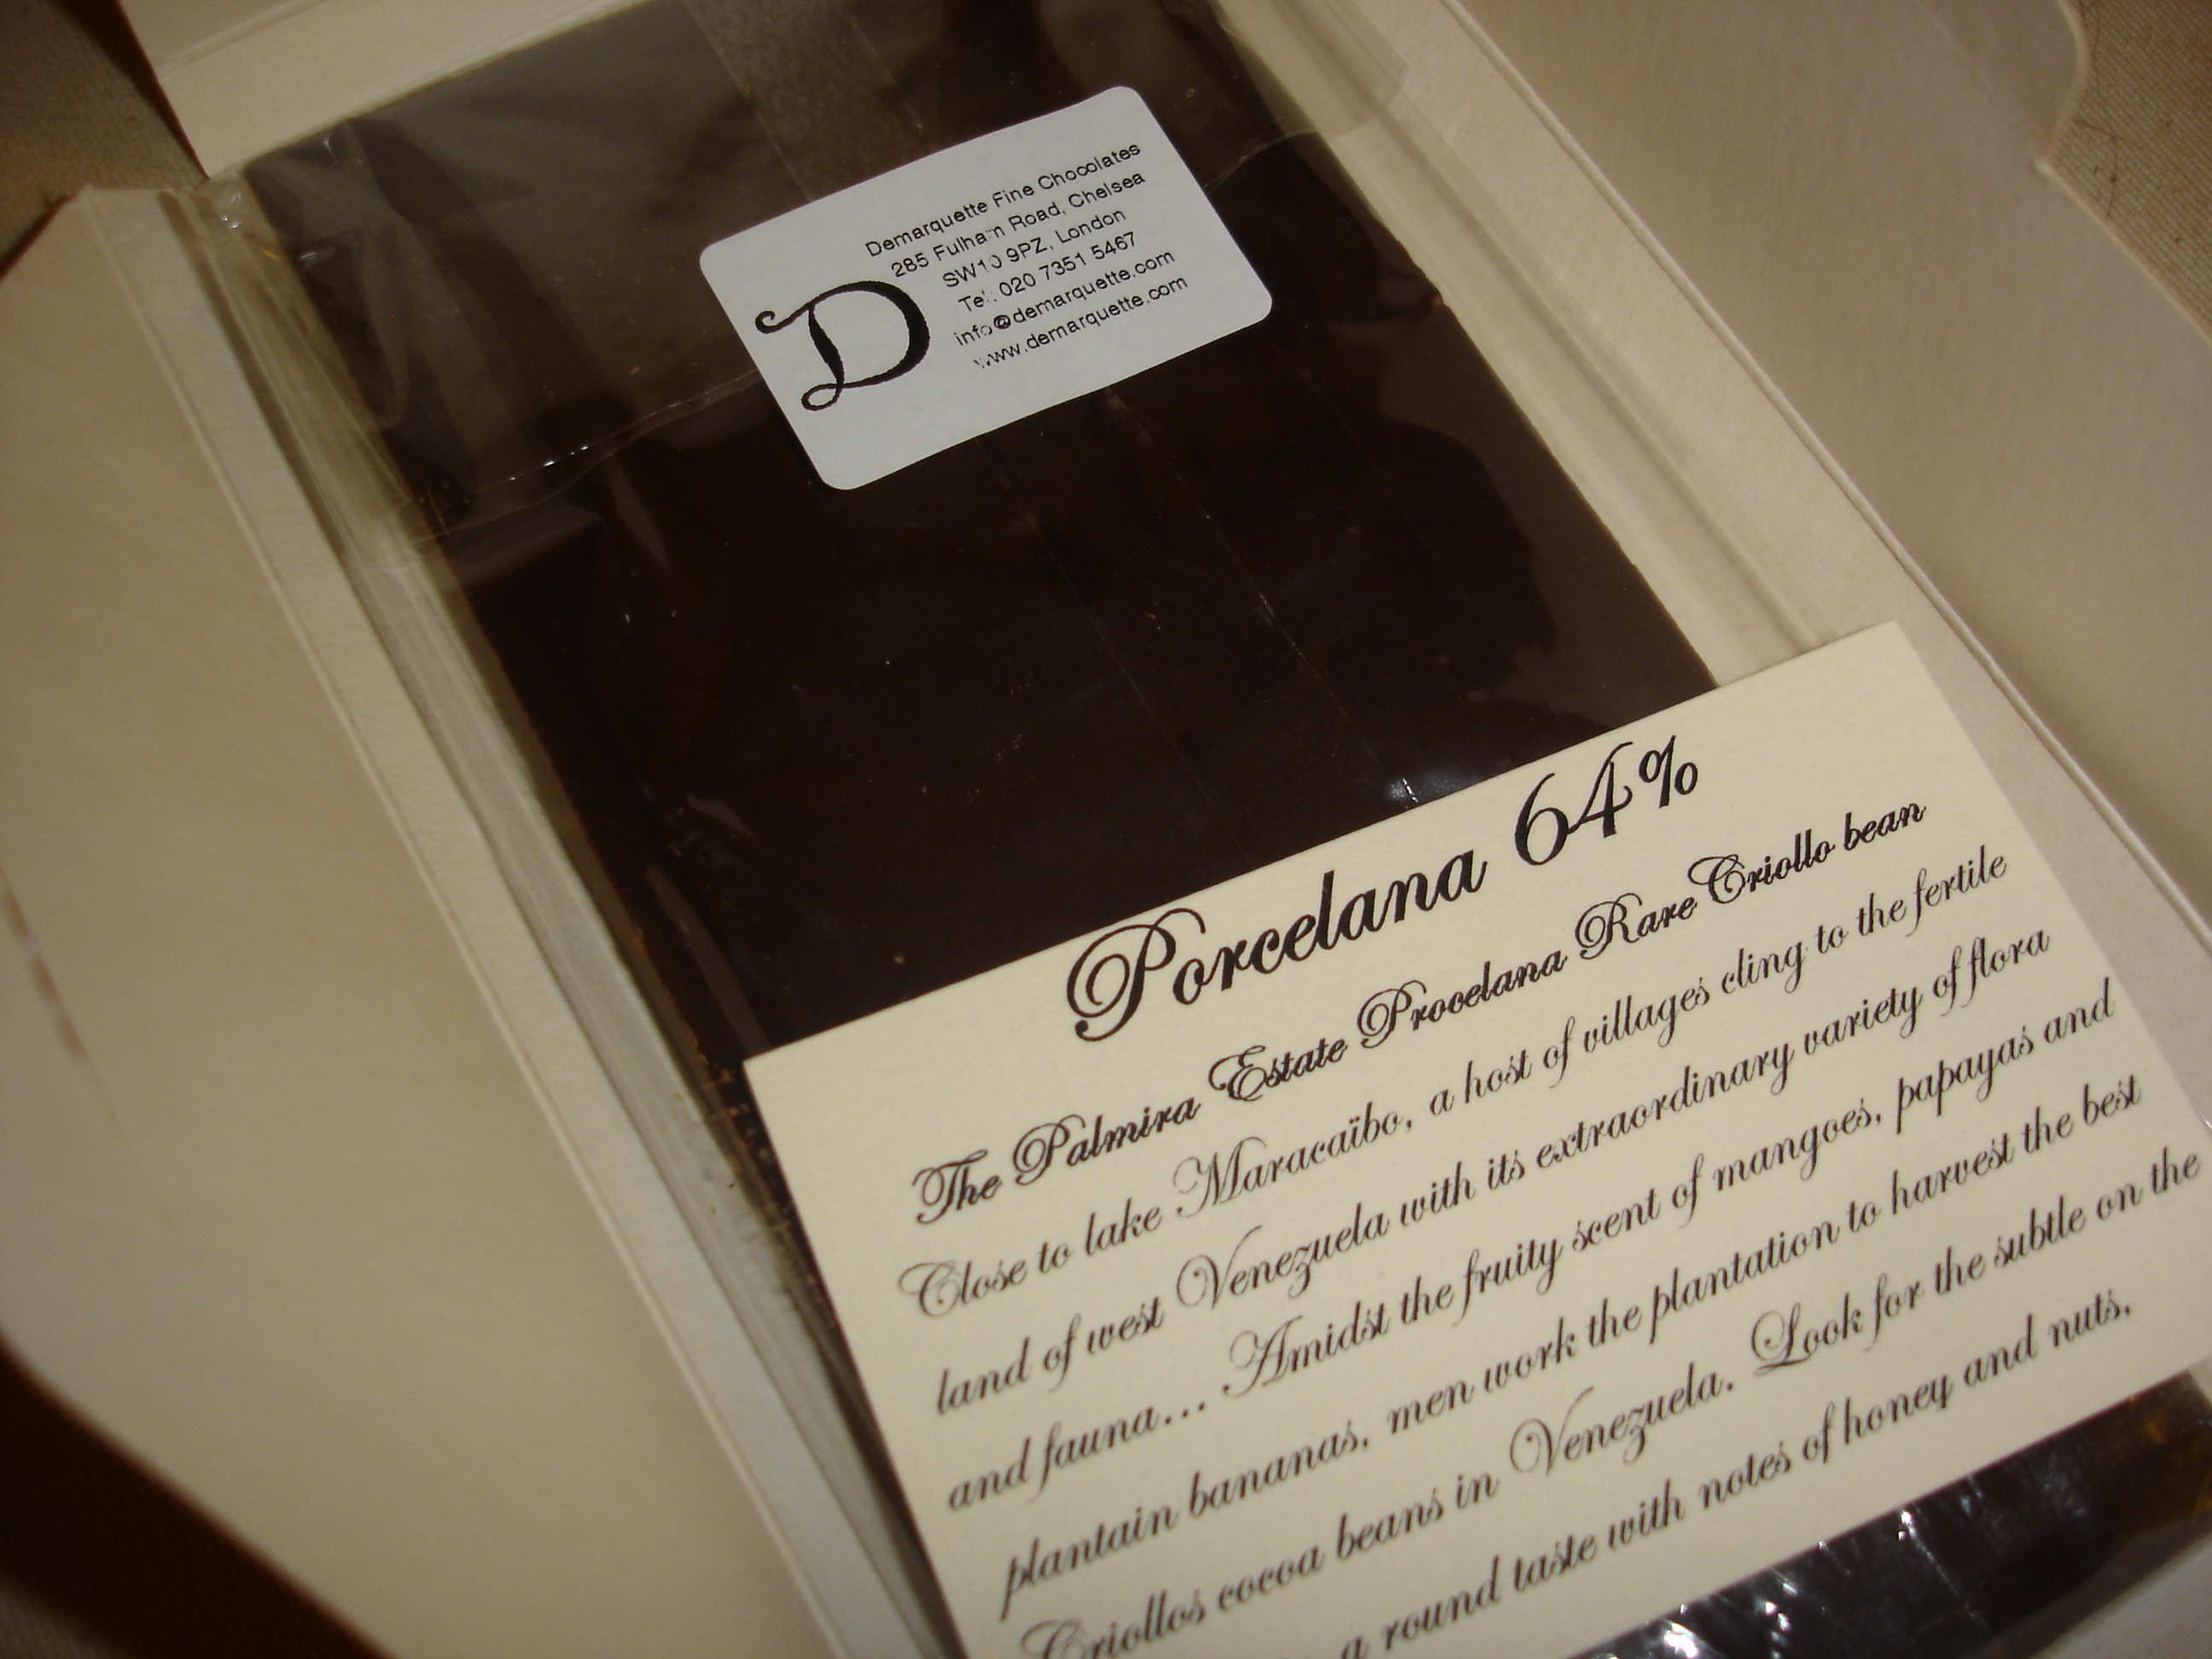 Demarquette Fine Chocolates
285 Fulham Road, Chelsea
SW10 9PZ, London
Tel: 020 7351 5467
info@demarquette.com
www.demarquette.com
D
Porcelana 64%
The Palmira Estate Procelana Rare Criollo bean
Close to lake Maracaïbo, a host of villages cling to the fertile
land of west Venezuela with its extraordinary variety of flora
and fauna... Amidst the fruity scent of mangoes, papayas and
plantain bananas, men work the plantation to harvest the best
Criollos cocoa beans in Venezuela. Look for the subtle on the
a round taste with notes of honey and nuts.